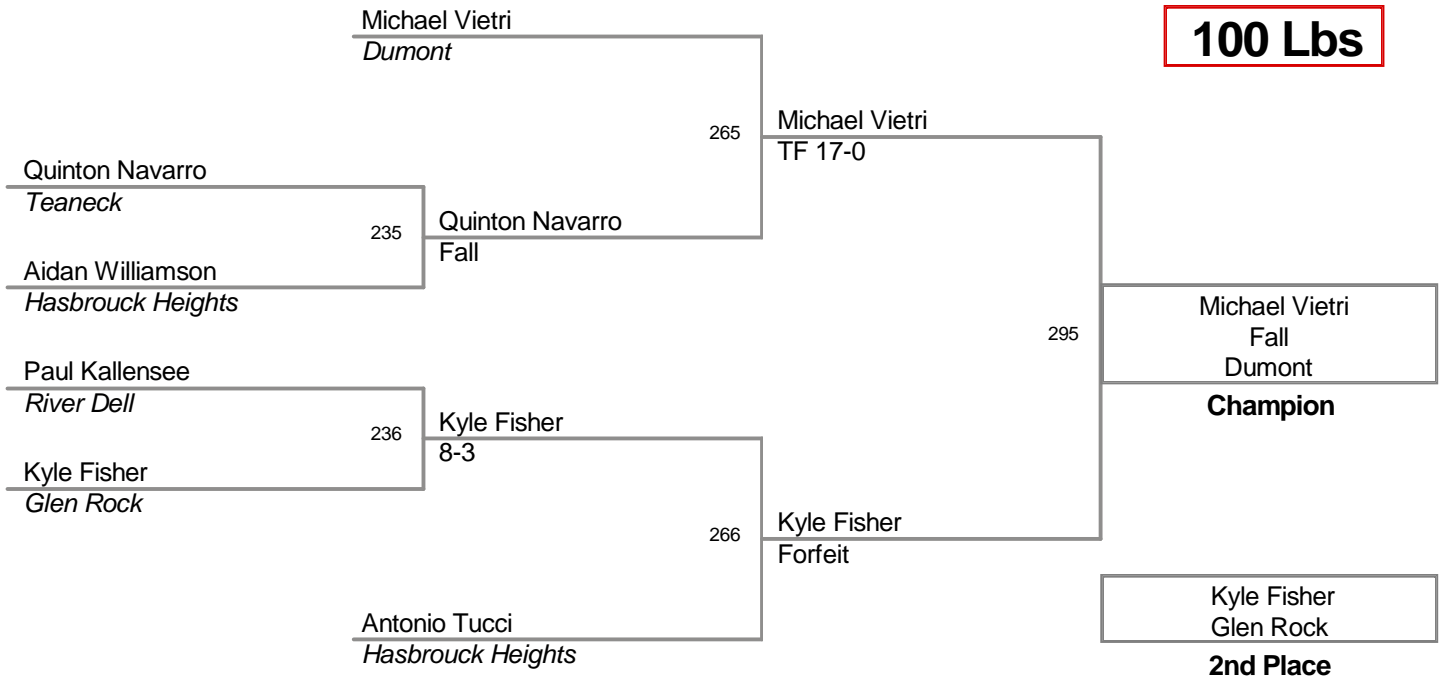 Michael Vietri
Dumont
100 Lbs
265
Michael Vietri
TF 17-0
Quinton Navarro
Teaneck
235
Quinton Navarro
Fall
Aidan Williamson
Hasbrouck Heights
295
Michael Vietri
Fall
Dumont
Champion
Paul Kallensee
River Dell
236
Kyle Fisher
8-3
Kyle Fisher
Glen Rock
266
Kyle Fisher
Forfeit
Antonio Tucci
Hasbrouck Heights
Kyle Fisher
Glen Rock
2nd Place